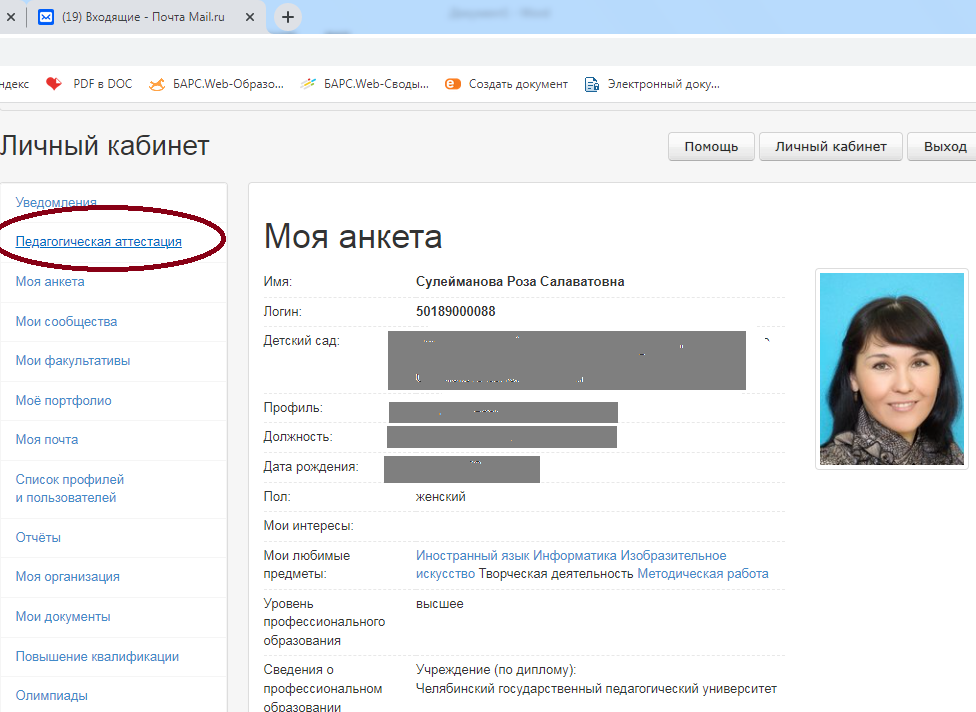 (19) Входящие - Почта Mail.ru
ндекс PDF в DOC БАРС.Web-Образо... БАРС.Web-Своды... Создать документ Электронный доку...
Личный кабинет
Помощь Личный кабинет Выход
Уведомления
Педагогическая аттестация
Моя анкета
Мои сообщества
Мои факультативы
Моё портфолио
Моя почта
Список профилей
и пользователей
Отчёты
Моя организация
Мои документы
Повышение квалификации
Олимпиады
Моя анкета
Имя: Сулейманова Роза Салаватовна
Логин: 50189000088
Детский сад:
Профиль:
Должность:
Дата рождения:
Пол: женский
Мои интересы:
Мои любимые Иностранный язык Информатика Изобразительное
предметы: искусство Творческая деятельность Методическая работа
Уровень высшее
профессионального
образования
Сведения о Учреждение (по диплому):
профессиональном Челябинский государственный педагогический университет
образовании